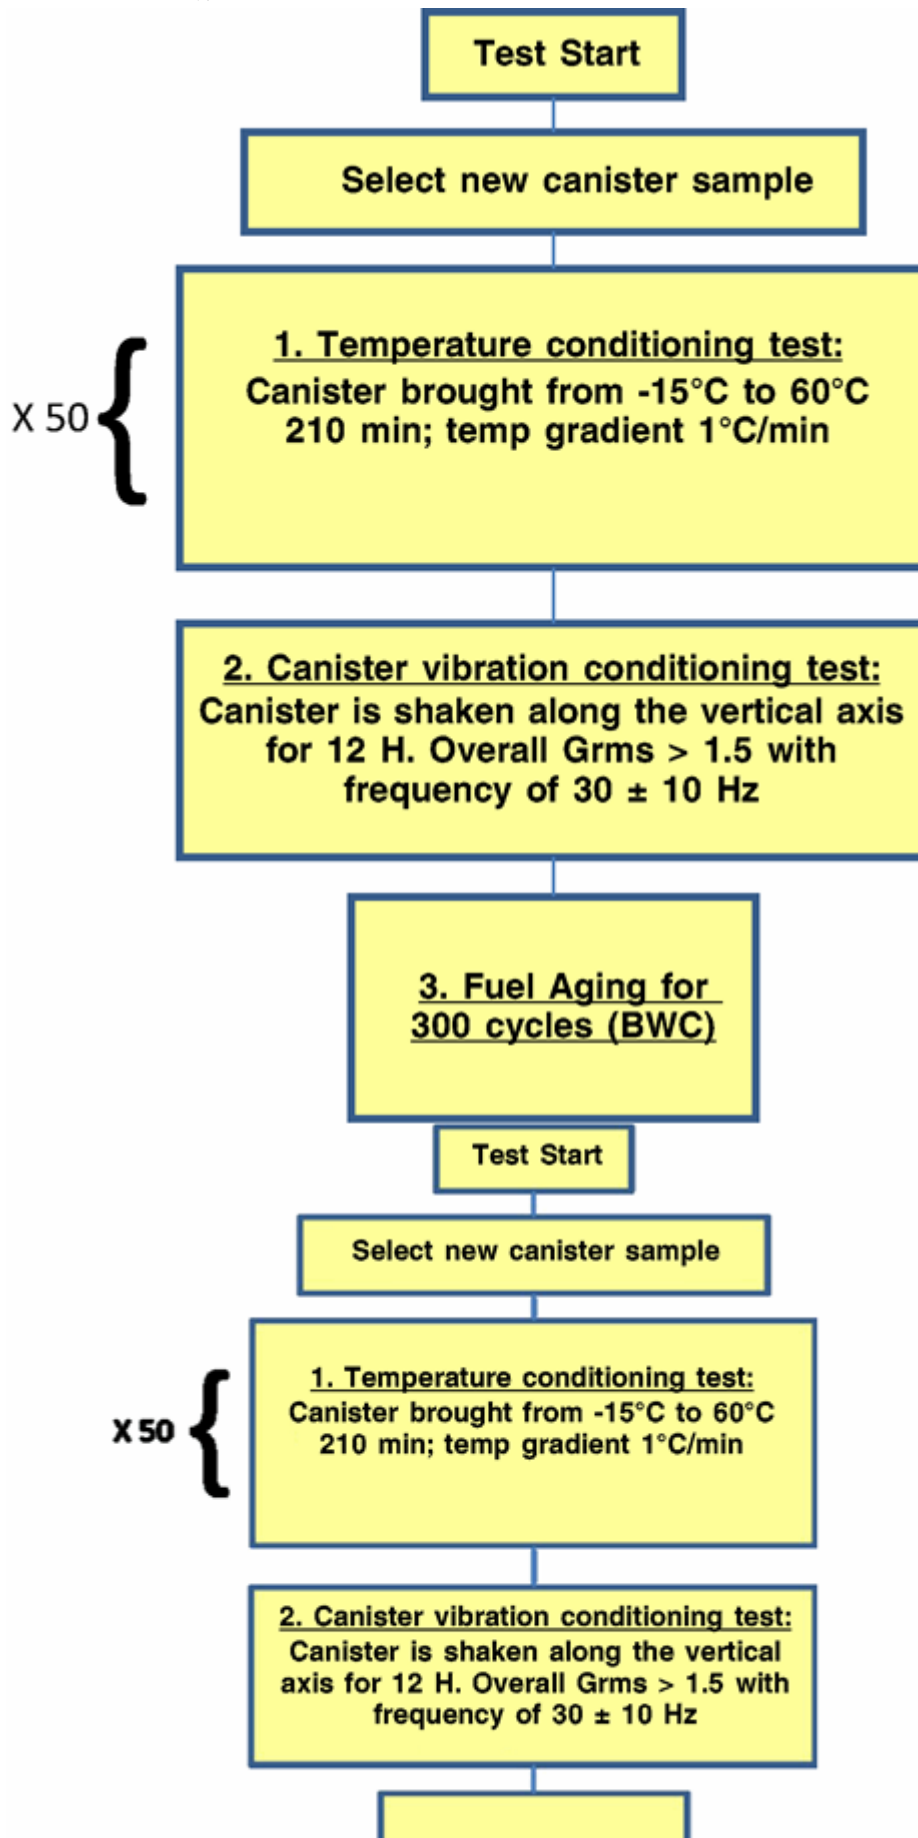 Test Start
Select new canister sample
1. Temperature conditioning test:
Canister brought from -15°C to 60°C
210 min; temp gradient 1°C/min
X 50
2. Canister vibration conditioning test:
Canister is shaken along the vertical axis
for 12 H. Overall Grms > 1.5 with
frequency of 30 ± 10 Hz
3. Fuel Aging for
300 cycles (BWC)
Test Start
Select new canister sample
1. Temperature conditioning test:
Canister brought from -15°C to 60°C
210 min; temp gradient 1°C/min
X 50
2. Canister vibration conditioning test:
Canister is shaken along the vertical
axis for 12 H. Overall Grms > 1.5 with
frequency of 30 ± 10 Hz